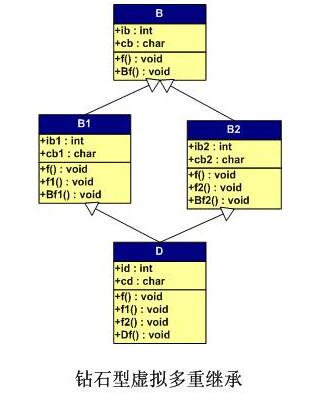 B
+ib : int
+cb : char
+f() : void
+Bf() : void
B1
+ib1 : int
+cb1 : char
+f() : void
+f1() : void
+Bf1() : void
B2
+ib2 : int
+cb2 : char
+f() : void
+f2() : void
+Bf2() : void
D
+id : int
+cd : char
+f() : void
+f1() : void
+f2() : void
+Df() : void
钻石型虚拟多重继承